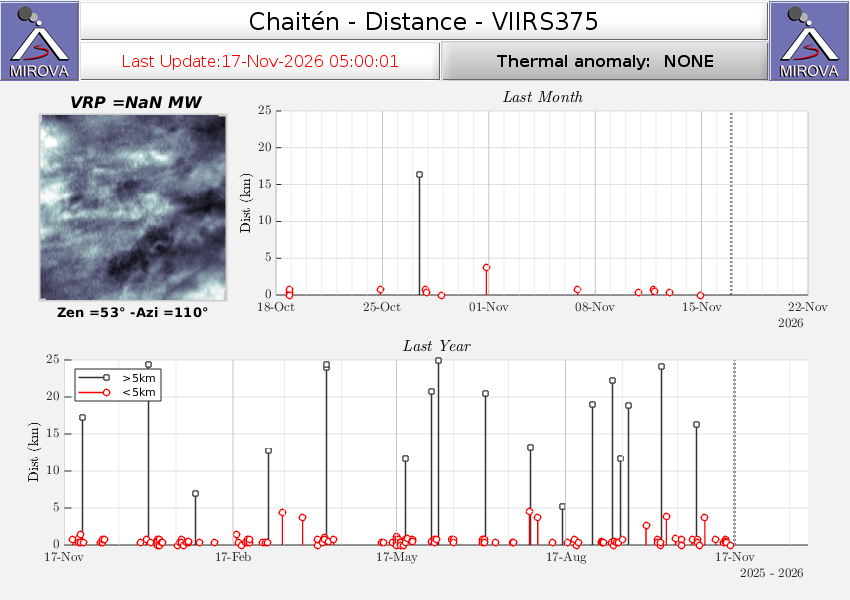 Chaitén - Distance - VIIRS375
MIROVA
Last Update:17-Nov-2026 05:00:01
Thermal anomaly: NONE
MIROVA
VRP =NaN MW
Zen =53° -Azi =110°
Last Month
Dist (km)
25
20
15
10
5
0
18-Oct 25-Oct 01-Nov 08-Nov 15-Nov 22-Nov
2026
Last Year
Dist (km)
25
20
15
10
5
0
>5km
<5km
17-Nov 17-Feb 17-May 17-Aug 17-Nov
2025 - 2026